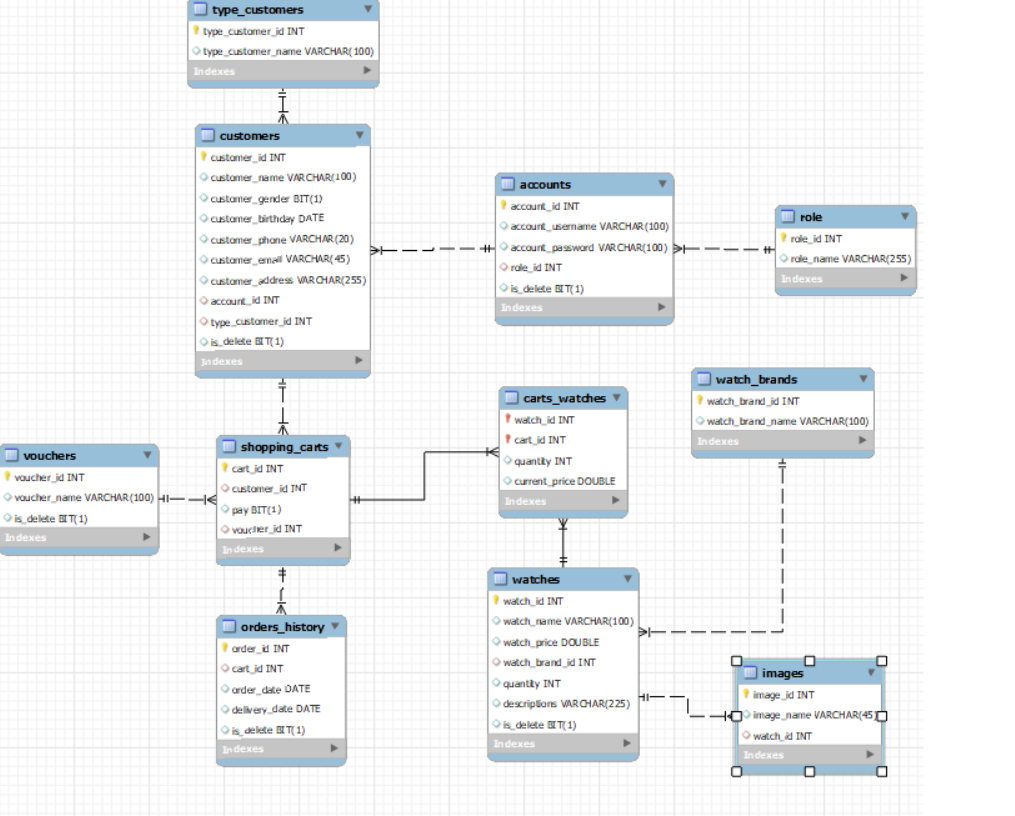 type_customers
type_customer_id INT
type_customer_name VARCHAR(100)
Indexes
customers
customer_id INT
customer_name VARCHAR(100)
customer_gender BIT(1)
customer_birthday DATE
customer_phone VARCHAR(20)
customer_email VARCHAR(45)
customer_address VARCHAR(255)
account_id INT
type_customer_id INT
is_delete BIT(1)
Indexes
accounts
account_id INT
account_username VARCHAR(100)
account_password VARCHAR(100)
role_id INT
is_delete BIT(1)
Indexes
role
role_id INT
role_name VARCHAR(255)
Indexes
watch_brands
watch_brand_id INT
watch_brand_name VARCHAR(100)
Indexes
carts_watches
watch_id INT
cart_id INT
quantity INT
current_price DOUBLE
Indexes
vouchers
voucher_id INT
voucher_name VARCHAR(100)
is_delete BIT(1)
Indexes
shopping_carts
cart_id INT
customer_id INT
pay BIT(1)
voucher_id INT
Indexes
orders_history
order_id INT
cart_id INT
order_date DATE
delivery_date DATE
is_delete BIT(1)
Indexes
watches
watch_id INT
watch_name VARCHAR(100)
watch_price DOUBLE
watch_brand_id INT
quantity INT
descriptions VARCHAR(225)
is_delete BIT(1)
Indexes
images
image_id INT
image_name VARCHAR(45)
watch_id INT
Indexes